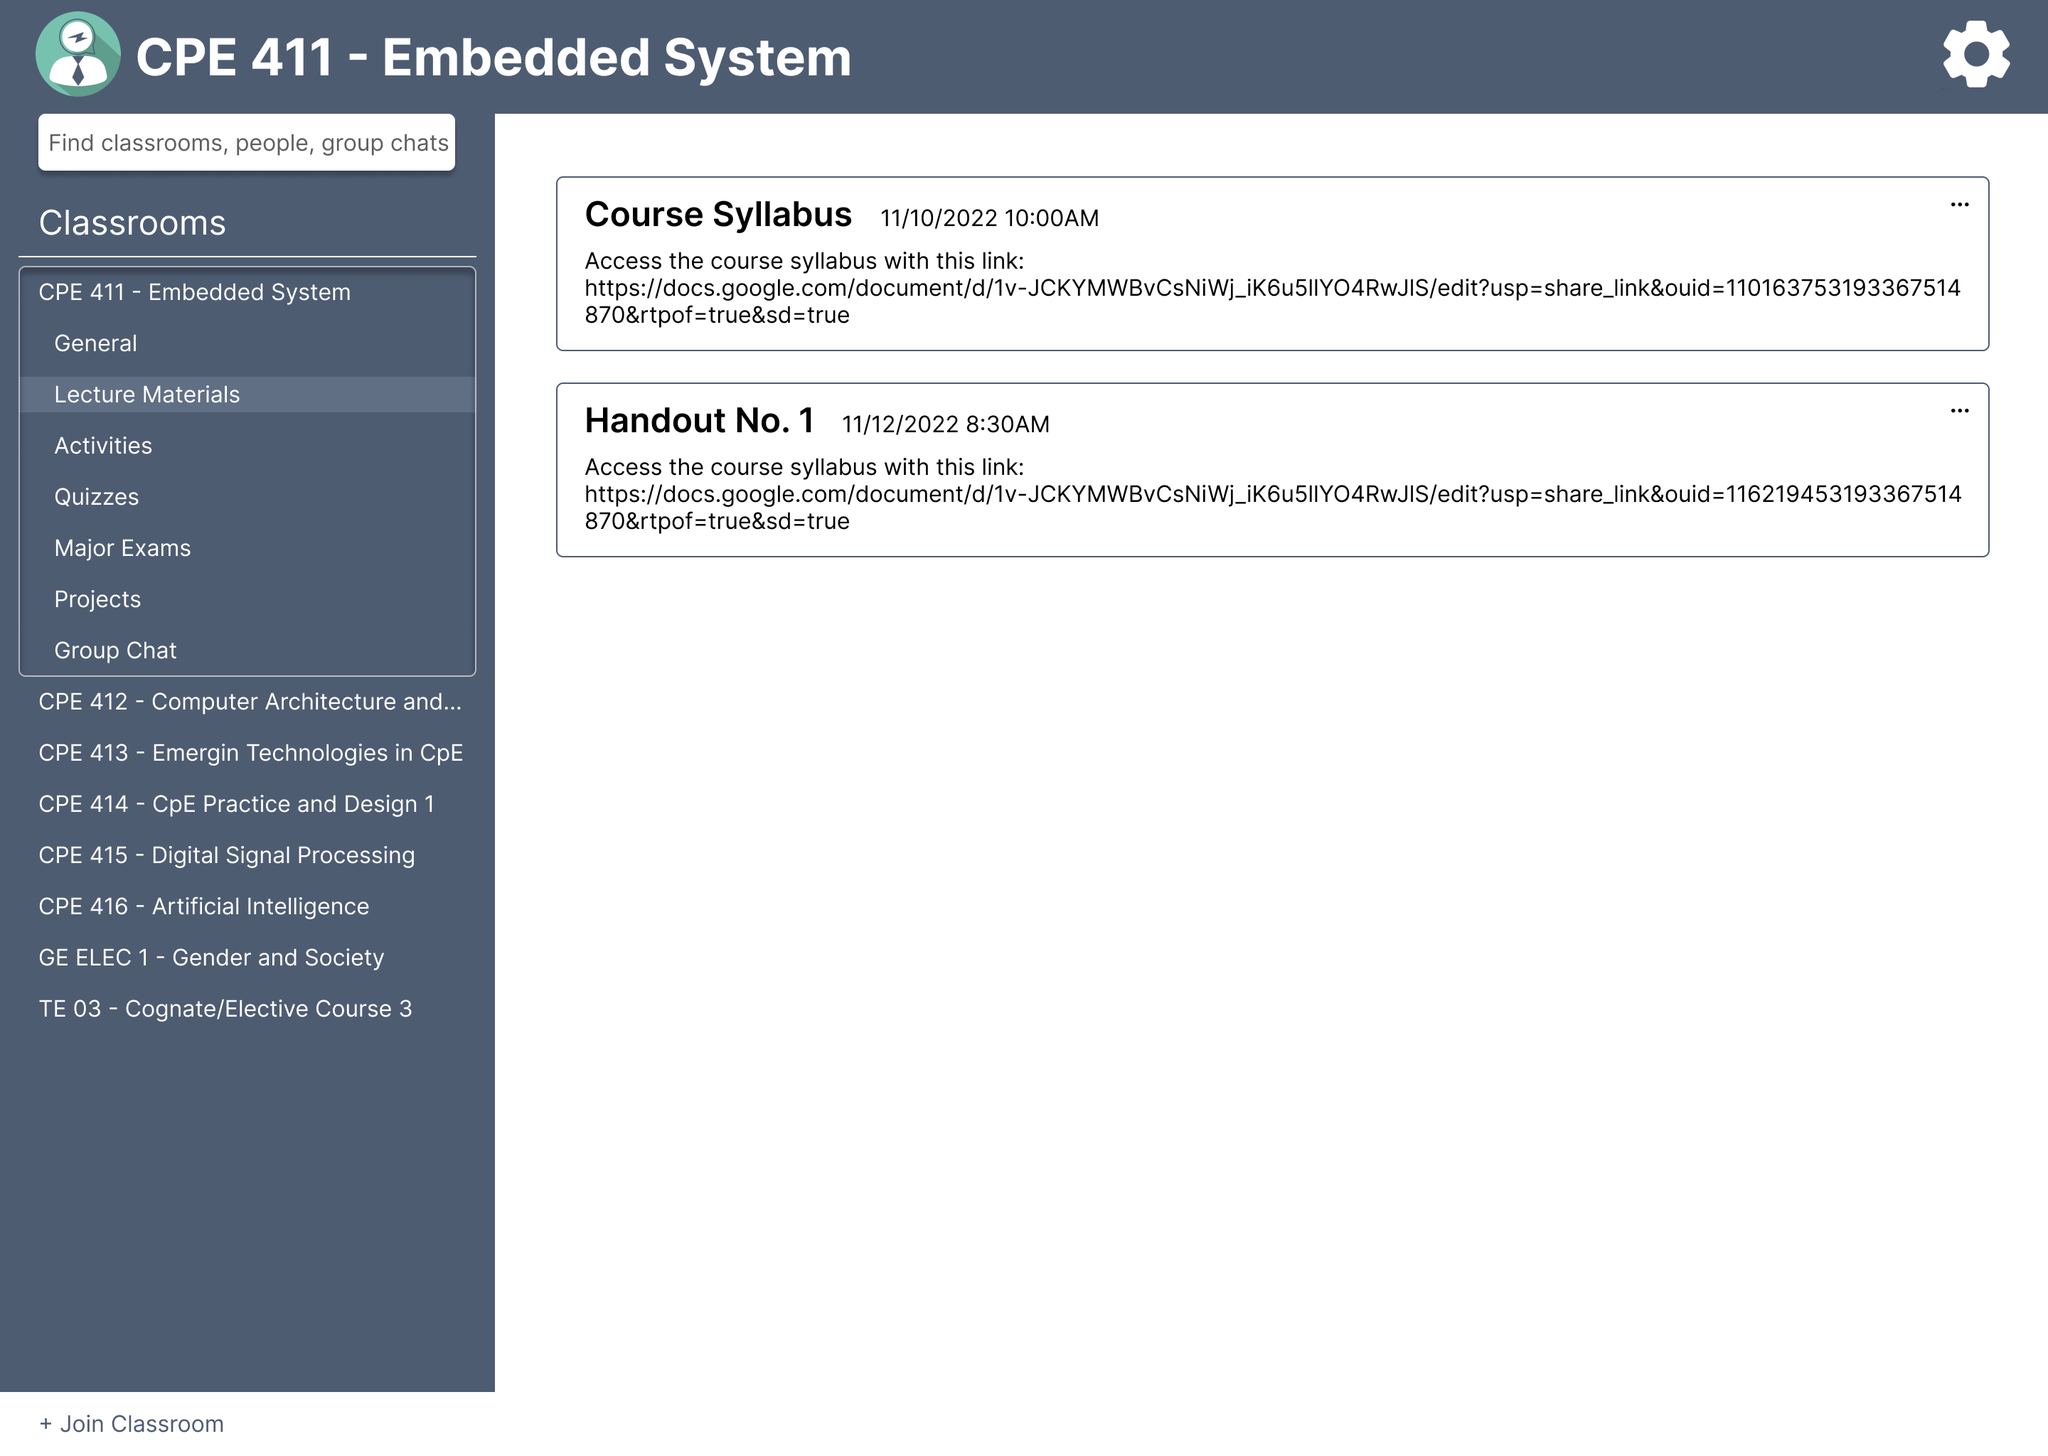 CPE 411 - Embedded System
Find classrooms, people, group chats
Classrooms
CPE 411 - Embedded System
General
Lecture Materials
Activities
Quizzes
Major Exams
Projects
Group Chat
CPE 412 - Computer Architecture and...
CPE 413 - Emergin Technologies in CpE
CPE 414 - CpE Practice and Design 1
CPE 415 - Digital Signal Processing
CPE 416 - Artificial Intelligence
GE ELEC 1 - Gender and Society
TE 03 - Cognate/Elective Course 3
+ Join Classroom
Course Syllabus 11/10/2022 10:00AM
...
Access the course syllabus with this link:
https://docs.google.com/document/d/1v-JCKYMWBvCsNiWj_iK6u5llYO4RwJlS/edit?usp=share_link&ouid=110163753193367514
870&rtpof=true&sd=true
Handout No. 1 11/12/2022 8:30AM
...
Access the course syllabus with this link:
https://docs.google.com/document/d/1v-JCKYMWBvCsNiWj_iK6u5llYO4RwJlS/edit?usp=share_link&ouid=116219453193367514
870&rtpof=true&sd=true